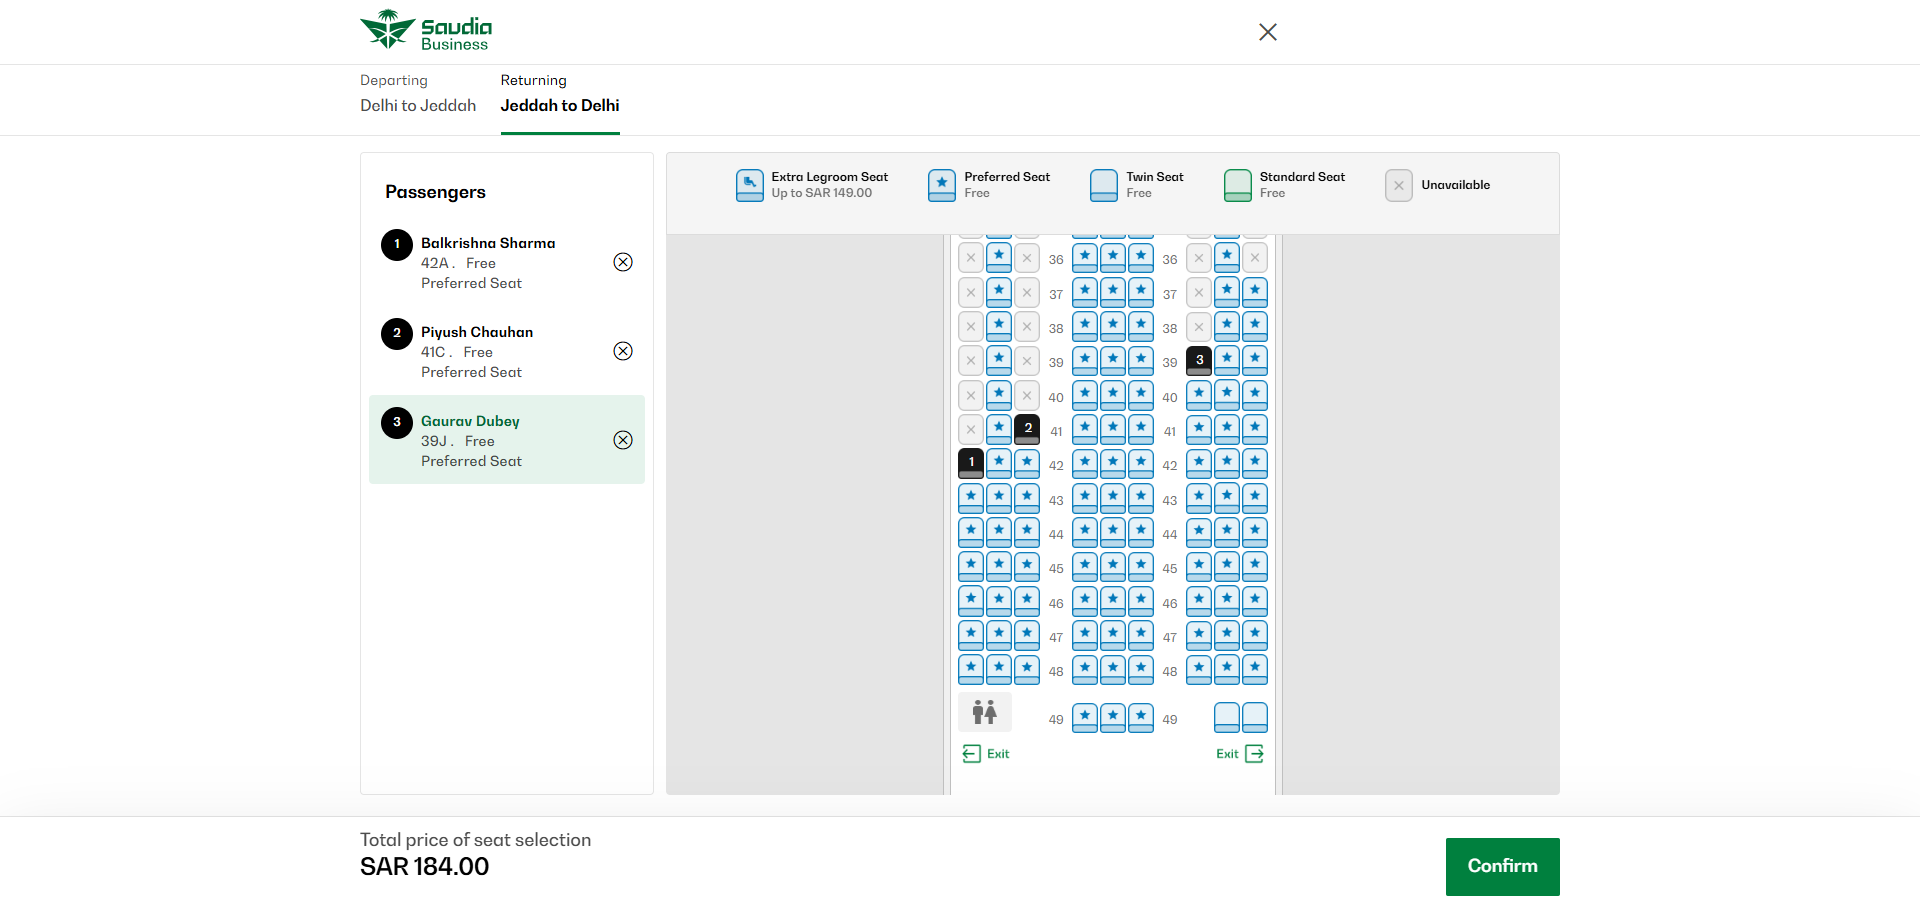 Saudia
Business
Departing
Delhi to Jeddah
Returning
Jeddah to Delhi
Passengers
1
Balkrishna Sharma
42A . Free
Preferred Seat
2
Piyush Chauhan
41C . Free
Preferred Seat
3
Gaurav Dubey
39J . Free
Preferred Seat
Extra Legroom Seat
Up to SAR 149.00
Preferred Seat
Free
Twin Seat
Free
Standard Seat
Free
Unavailable
36 36
37 37
38 38
39 39 3
40 40
2 41 41
1 42 42
43 43
44 44
45 45
46 46
47 47
48 48
49 49
Exit Exit
Total price of seat selection
SAR 184.00
Confirm